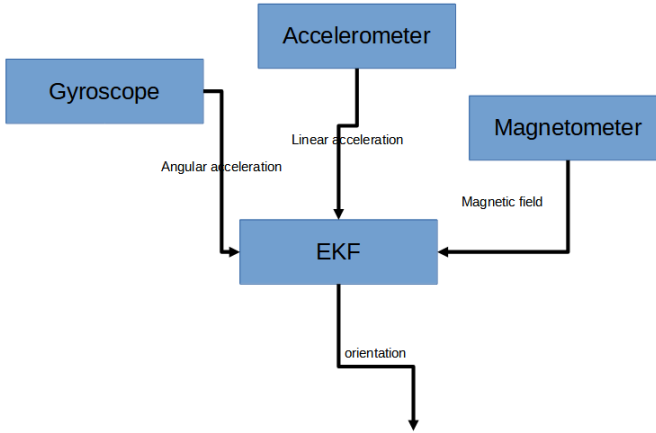 Accelerometer
Gyroscope
Magnetometer
Linear acceleration
Angular acceleration
Magnetic field
EKF
orientation